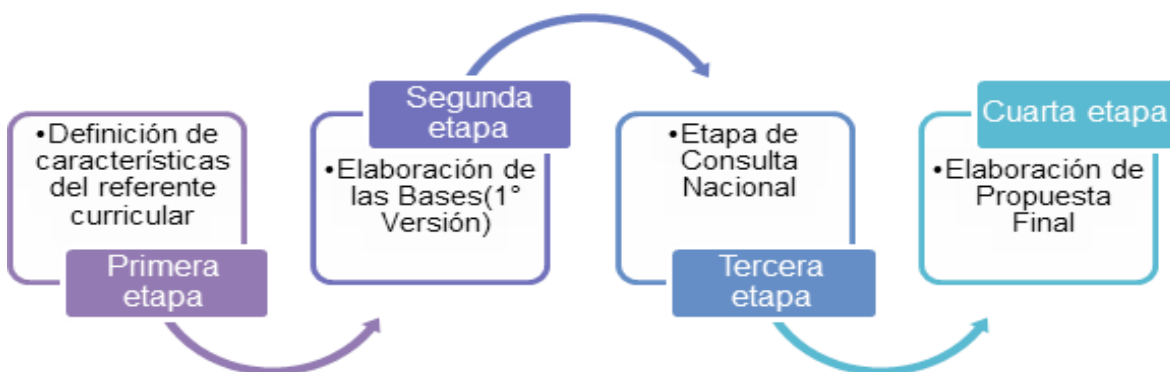 •Definición de
características
del referente
curricular
Primera
etapa
Segunda
etapa
•Elaboración de
las Bases(1°
Versión)
•Etapa de
Consulta
Nacional
Tercera
etapa
Cuarta etapa
•Elaboración de
Propuesta
Final